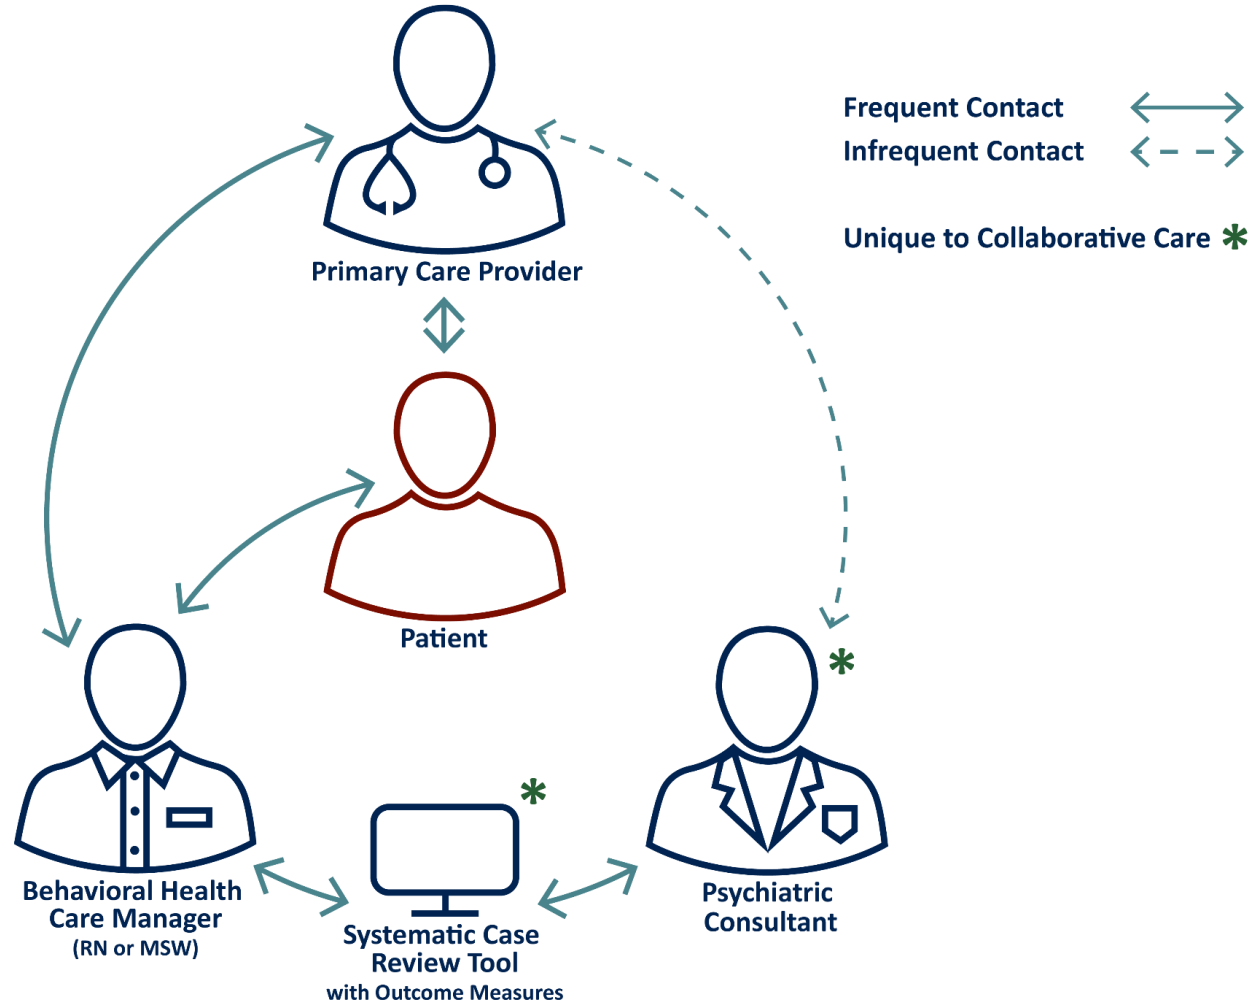 Frequent Contact
Infrequent Contact
Unique to Collaborative Care *
Primary Care Provider
Patient
*
*
Behavioral Health
Care Manager
(RN or MSW)
Systematic Case
Review Tool
with Outcome Measures
Psychiatric
Consultant